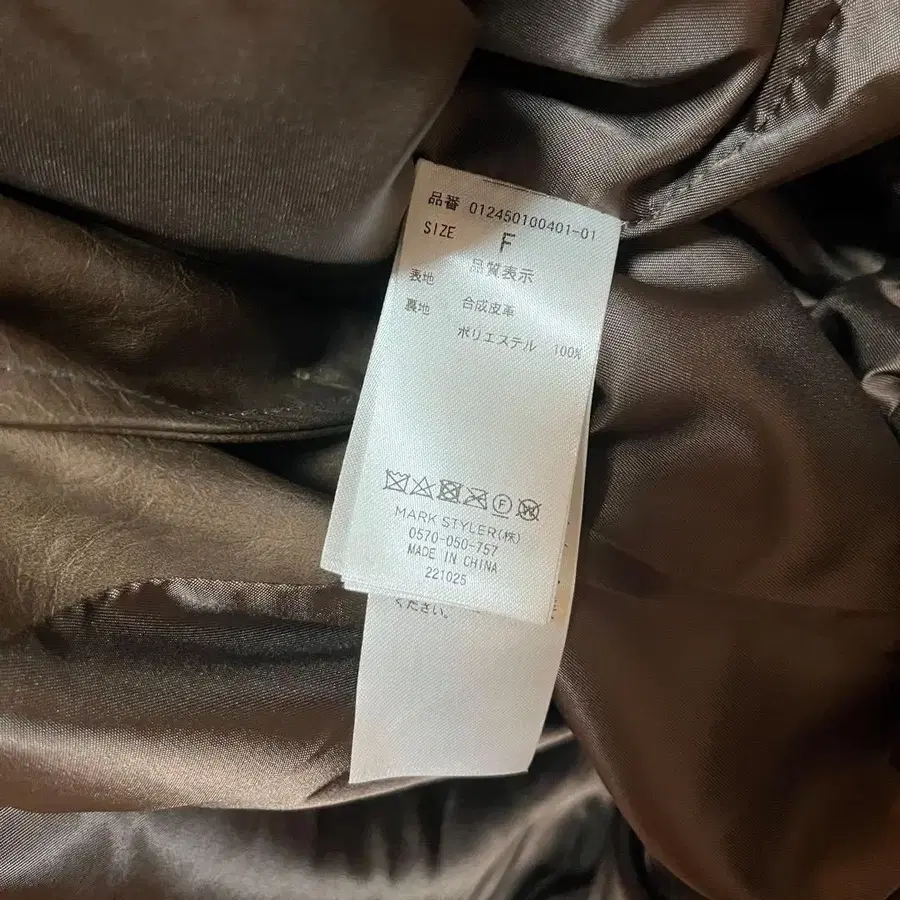 品番 012450100401-01
SIZE F
品質表示
表地 合成皮革
裏地 ポリエステル 100%
MARK STYLER(株)
0570-050-757
MADE IN CHINA
221025
ください。